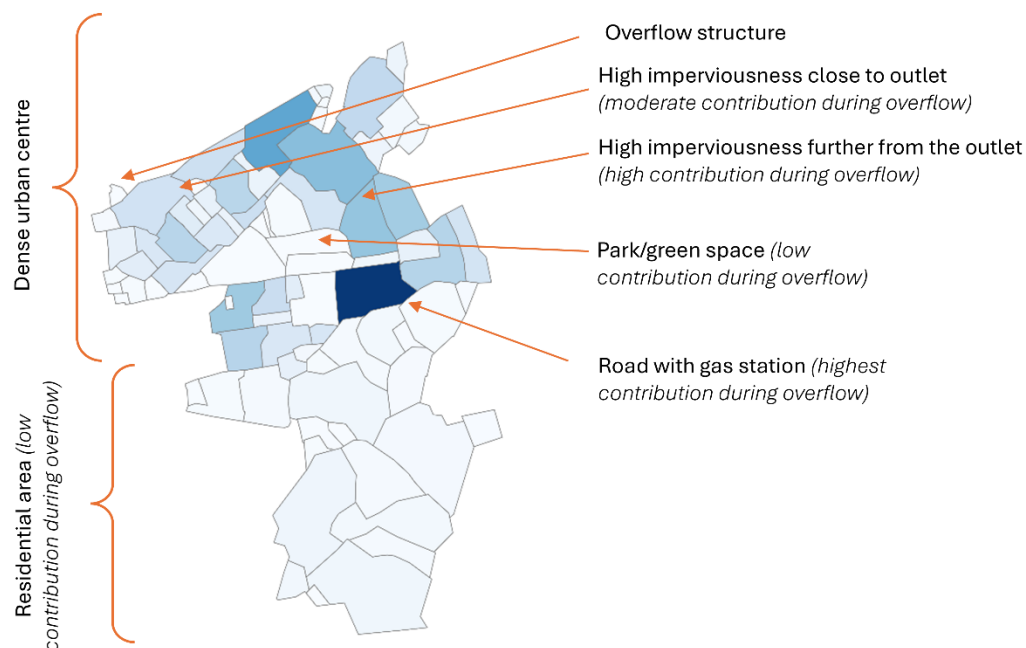 Overflow structure
High imperviousness close to outlet
(moderate contribution during overflow)
High imperviousness further from the outlet
(high contribution during overflow)
Park/green space (low
contribution during overflow)
Road with gas station (highest
contribution during overflow)
Dense urban centre
Residential area (low
contribution during overflow)